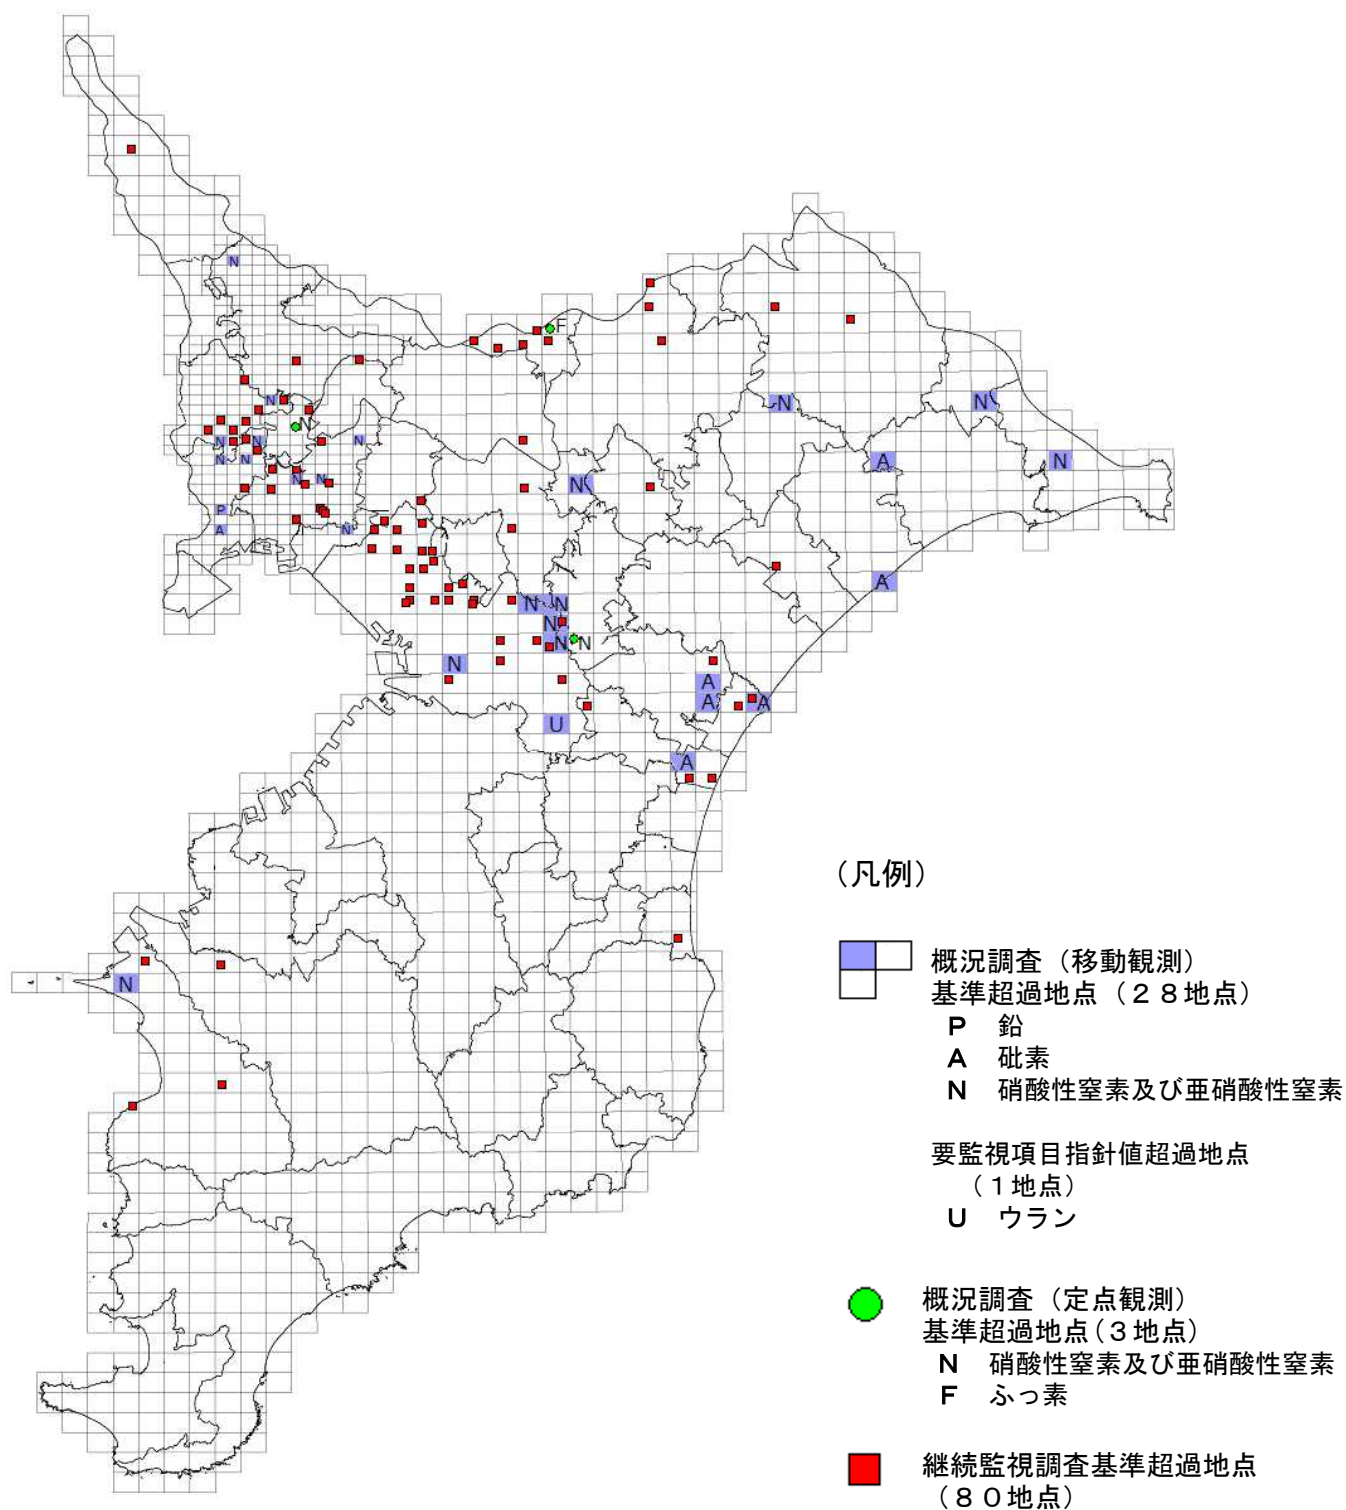 N
N
F
N
N
N
N
N
N
N
A
N
N
N
N
N
N
P
A
N
A
N
N
N
N
N
N
A
A
A
U
A
N
（凡例）
概況調査（移動観測）
基準超過地点（２８地点）
P 鉛
A 砒素
N 硝酸性窒素及び亜硝酸性窒素
要監視項目指針値超過地点
（１地点）
U ウラン
概況調査（定点観測）
基準超過地点（３地点）
N 硝酸性窒素及び亜硝酸性窒素
F ふっ素
継続監視調査基準超過地点
（８０地点）